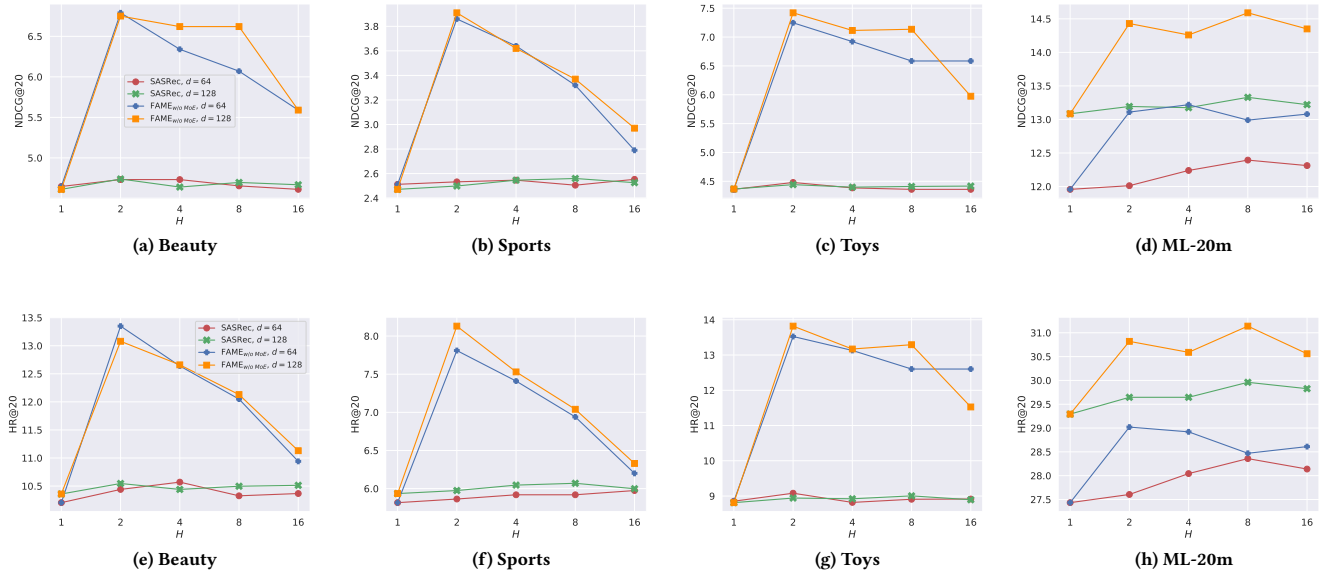 NDCG@20
6.5
6.0
5.5
5.0
SASRec, d = 64
SASRec, d = 128
FAME w/o MoE, d = 64
FAME w/o MoE, d = 128
1 2 4 8 16
H
(a) Beauty
NDCG@20
3.8
3.6
3.4
3.2
3.0
2.8
2.6
2.4
1 2 4 8 16
H
(b) Sports
NDCG@20
7.5
7.0
6.5
6.0
5.5
5.0
4.5
1 2 4 8 16
H
(c) Toys
NDCG@20
14.5
14.0
13.5
13.0
12.5
12.0
1 2 4 8 16
H
(d) ML-20m
HR@20
13.5
13.0
12.5
12.0
11.5
11.0
10.5
SASRec, d = 64
SASRec, d = 128
FAME w/o MoE, d = 64
FAME w/o MoE, d = 128
1 2 4 8 16
H
(e) Beauty
HR@20
8.0
7.5
7.0
6.5
6.0
1 2 4 8 16
H
(f) Sports
HR@20
14
13
12
11
10
9
1 2 4 8 16
H
(g) Toys
HR@20
31.0
30.5
30.0
29.5
29.0
28.5
28.0
27.5
1 2 4 8 16
H
(h) ML-20m